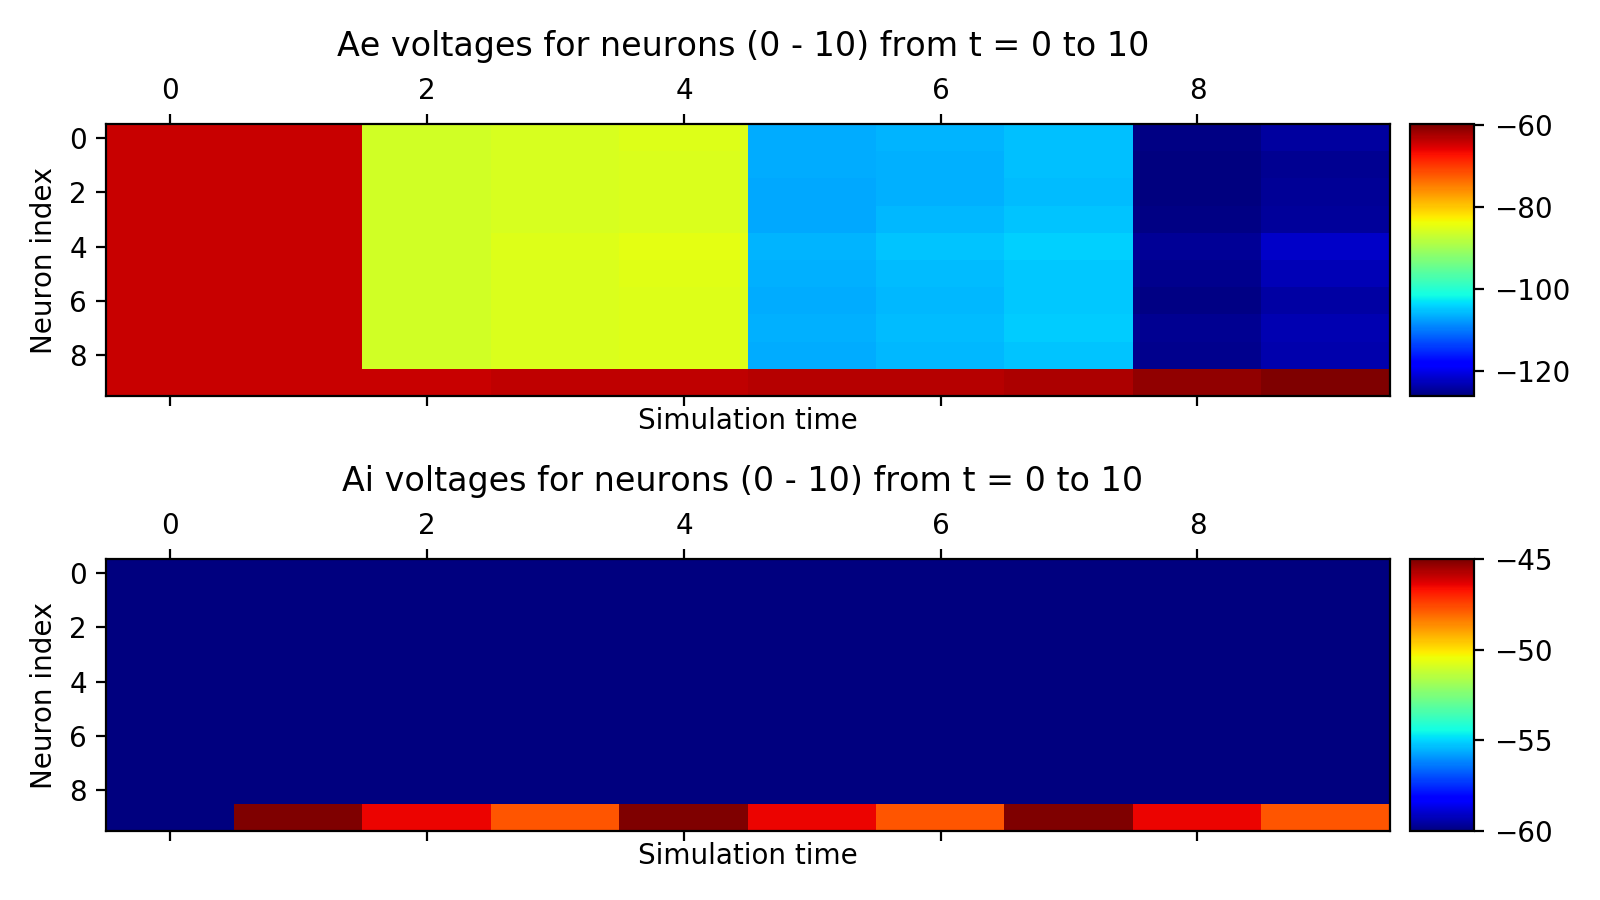 Ae voltages for neurons (0 - 10) from t = 0 to 10
0 2 4 6 8
Neuron index
0
2
4
6
8
−60
−80
−100
−120
Simulation time
Ai voltages for neurons (0 - 10) from t = 0 to 10
0 2 4 6 8
Neuron index
0
2
4
6
8
−45
−50
−55
−60
Simulation time